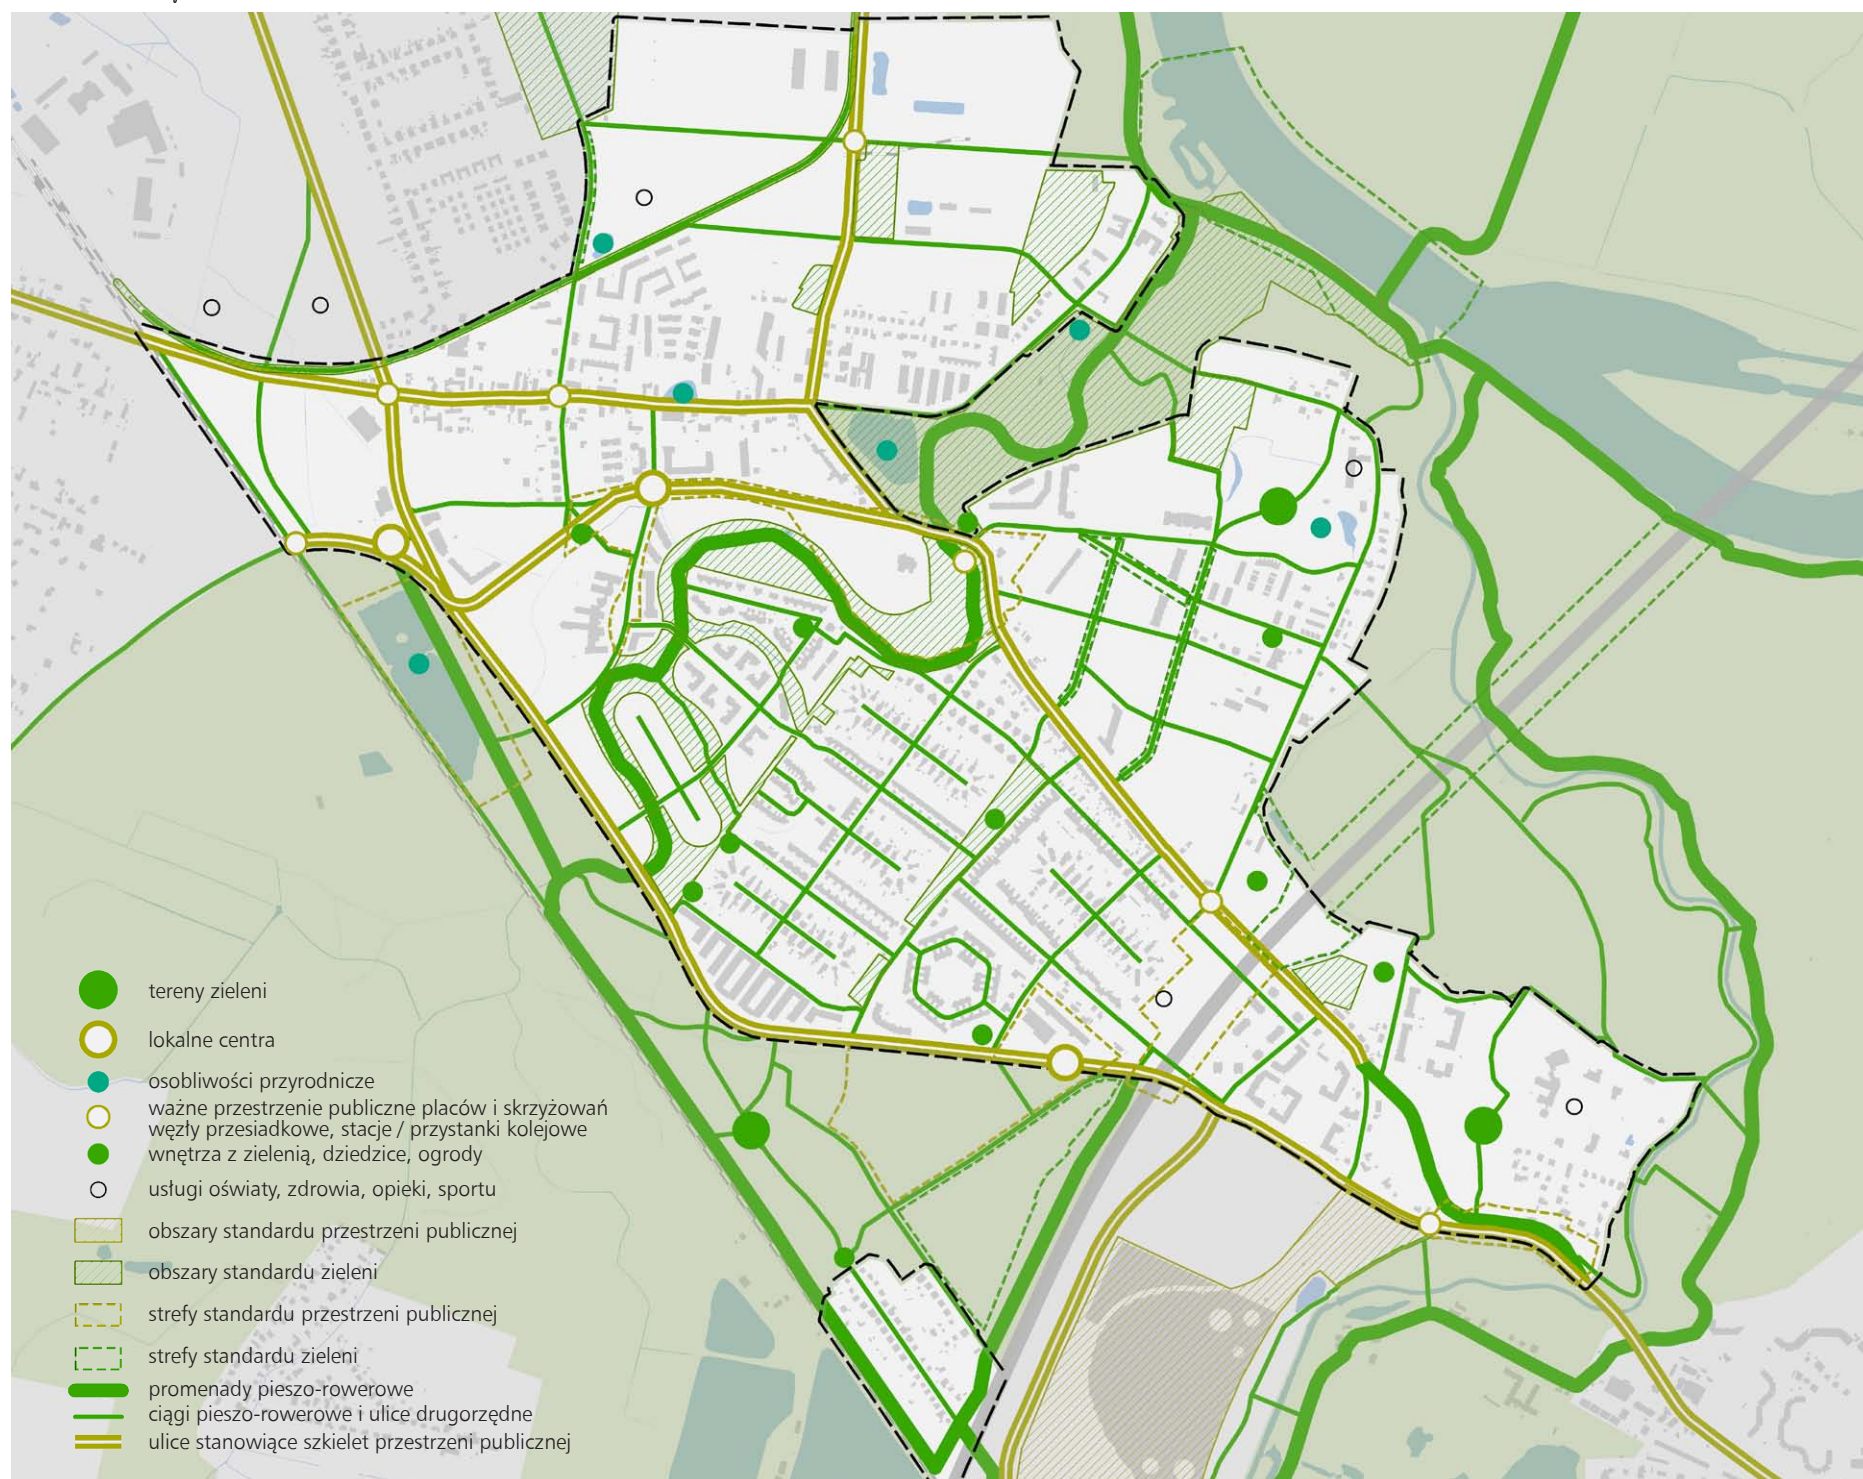 tereny zieleni
lokalne centra
osobliwości przyrodnicze
ważne przestrzenie publiczne placów i skrzyżowań
węzły przesiadkowe, stacje / przystanki kolejowe
wnętrza z zielenią, dziedzice, ogrody
usługi oświaty, zdrowia, opieki, sportu
obszary standardu przestrzeni publicznej
obszary standardu zieleni
strefy standardu przestrzeni publicznej
strefy standardu zieleni
promenady pieszo-rowerowe
ciągi pieszo-rowerowe i ulice drugorzędne
ulice stanowiące szkielet przestrzeni publicznej